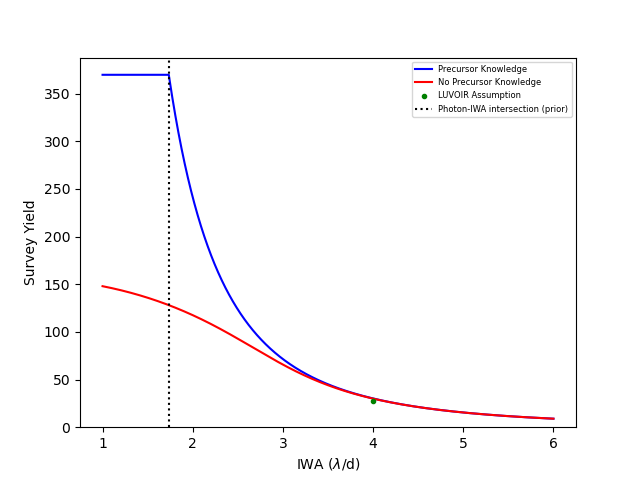 Precursor Knowledge
No Precursor Knowledge
LUVOIR Assumption
Photon-IWA intersection (prior)
Survey Yield
350
300
250
200
150
100
50
0
1 2 3 4 5 6
IWA (λ/d)